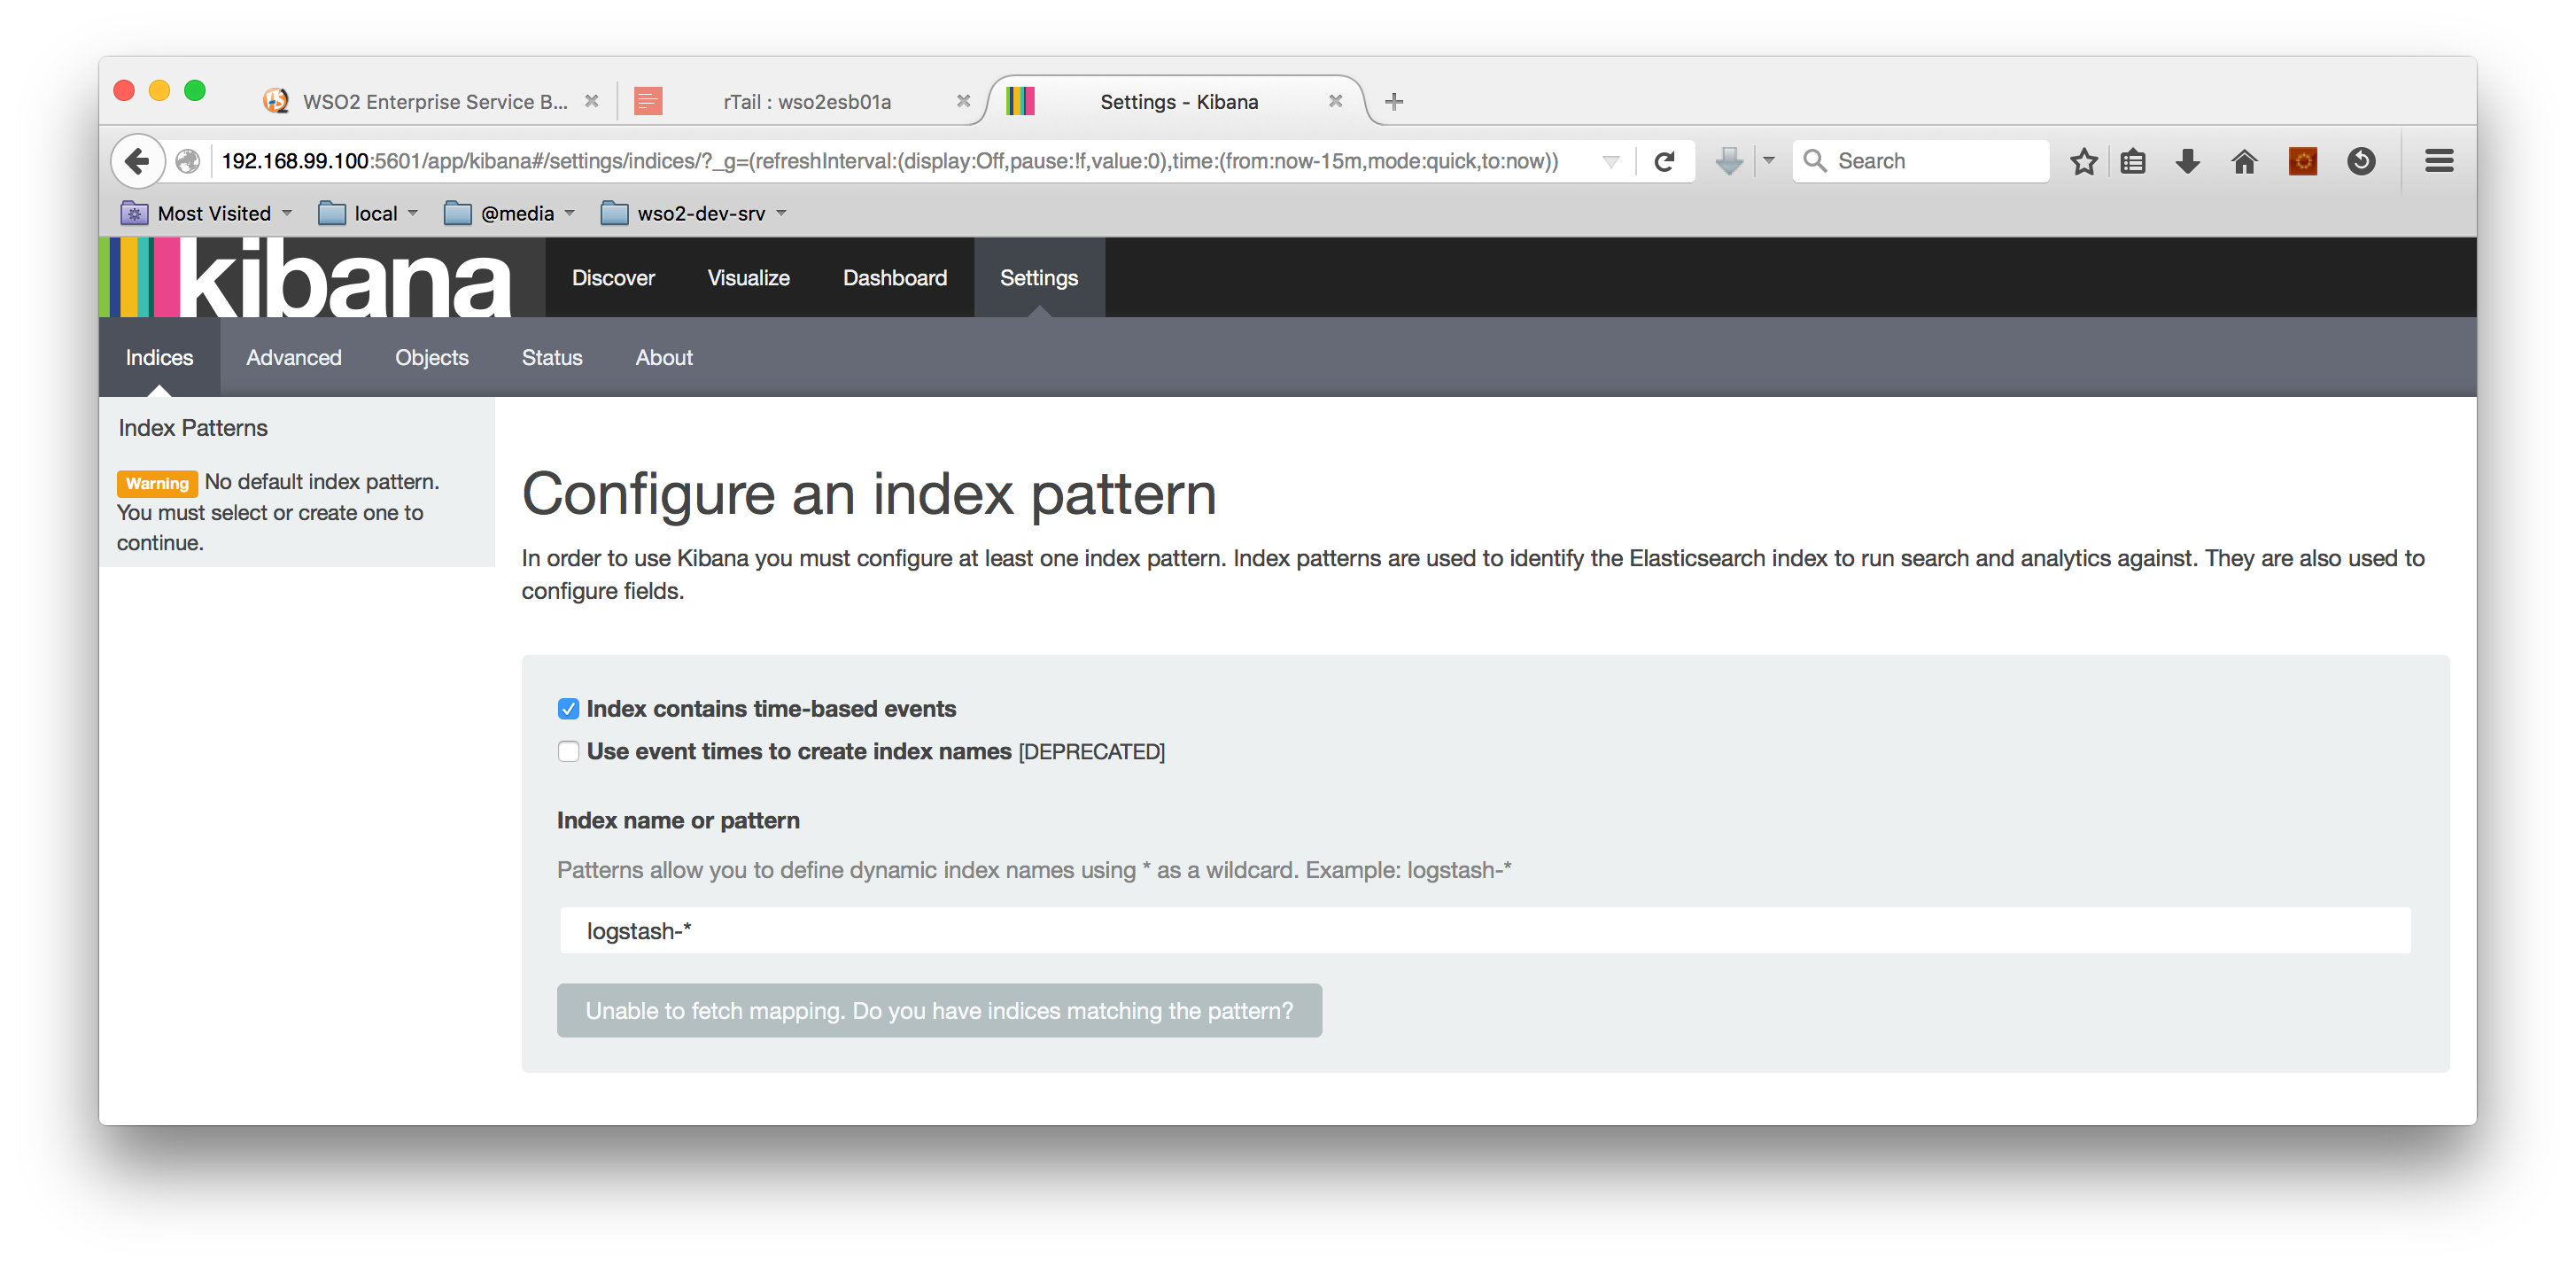 WSO2 Enterprise Service B...
rTail : wso2esb01a
Settings - Kibana
192.168.99.100:5601/app/kibana#/settings/indices/?_g=(refreshInterval:(display:Off,pause:!f,value:0),time:(from:now-15m,mode:quick,to:now))
Search
Most Visited
local
@media
wso2-dev-srv
kibana
Discover
Visualize
Dashboard
Settings
Indices
Advanced
Objects
Status
About
Index Patterns
Warning No default index pattern.
You must select or create one to
continue.
Configure an index pattern
In order to use Kibana you must configure at least one index pattern. Index patterns are used to identify the Elasticsearch index to run search and analytics against. They are also used to
configure fields.
Index contains time-based events
Use event times to create index names [DEPRECATED]
Index name or pattern
Patterns allow you to define dynamic index names using * as a wildcard. Example: logstash-*
logstash-*
Unable to fetch mapping. Do you have indices matching the pattern?